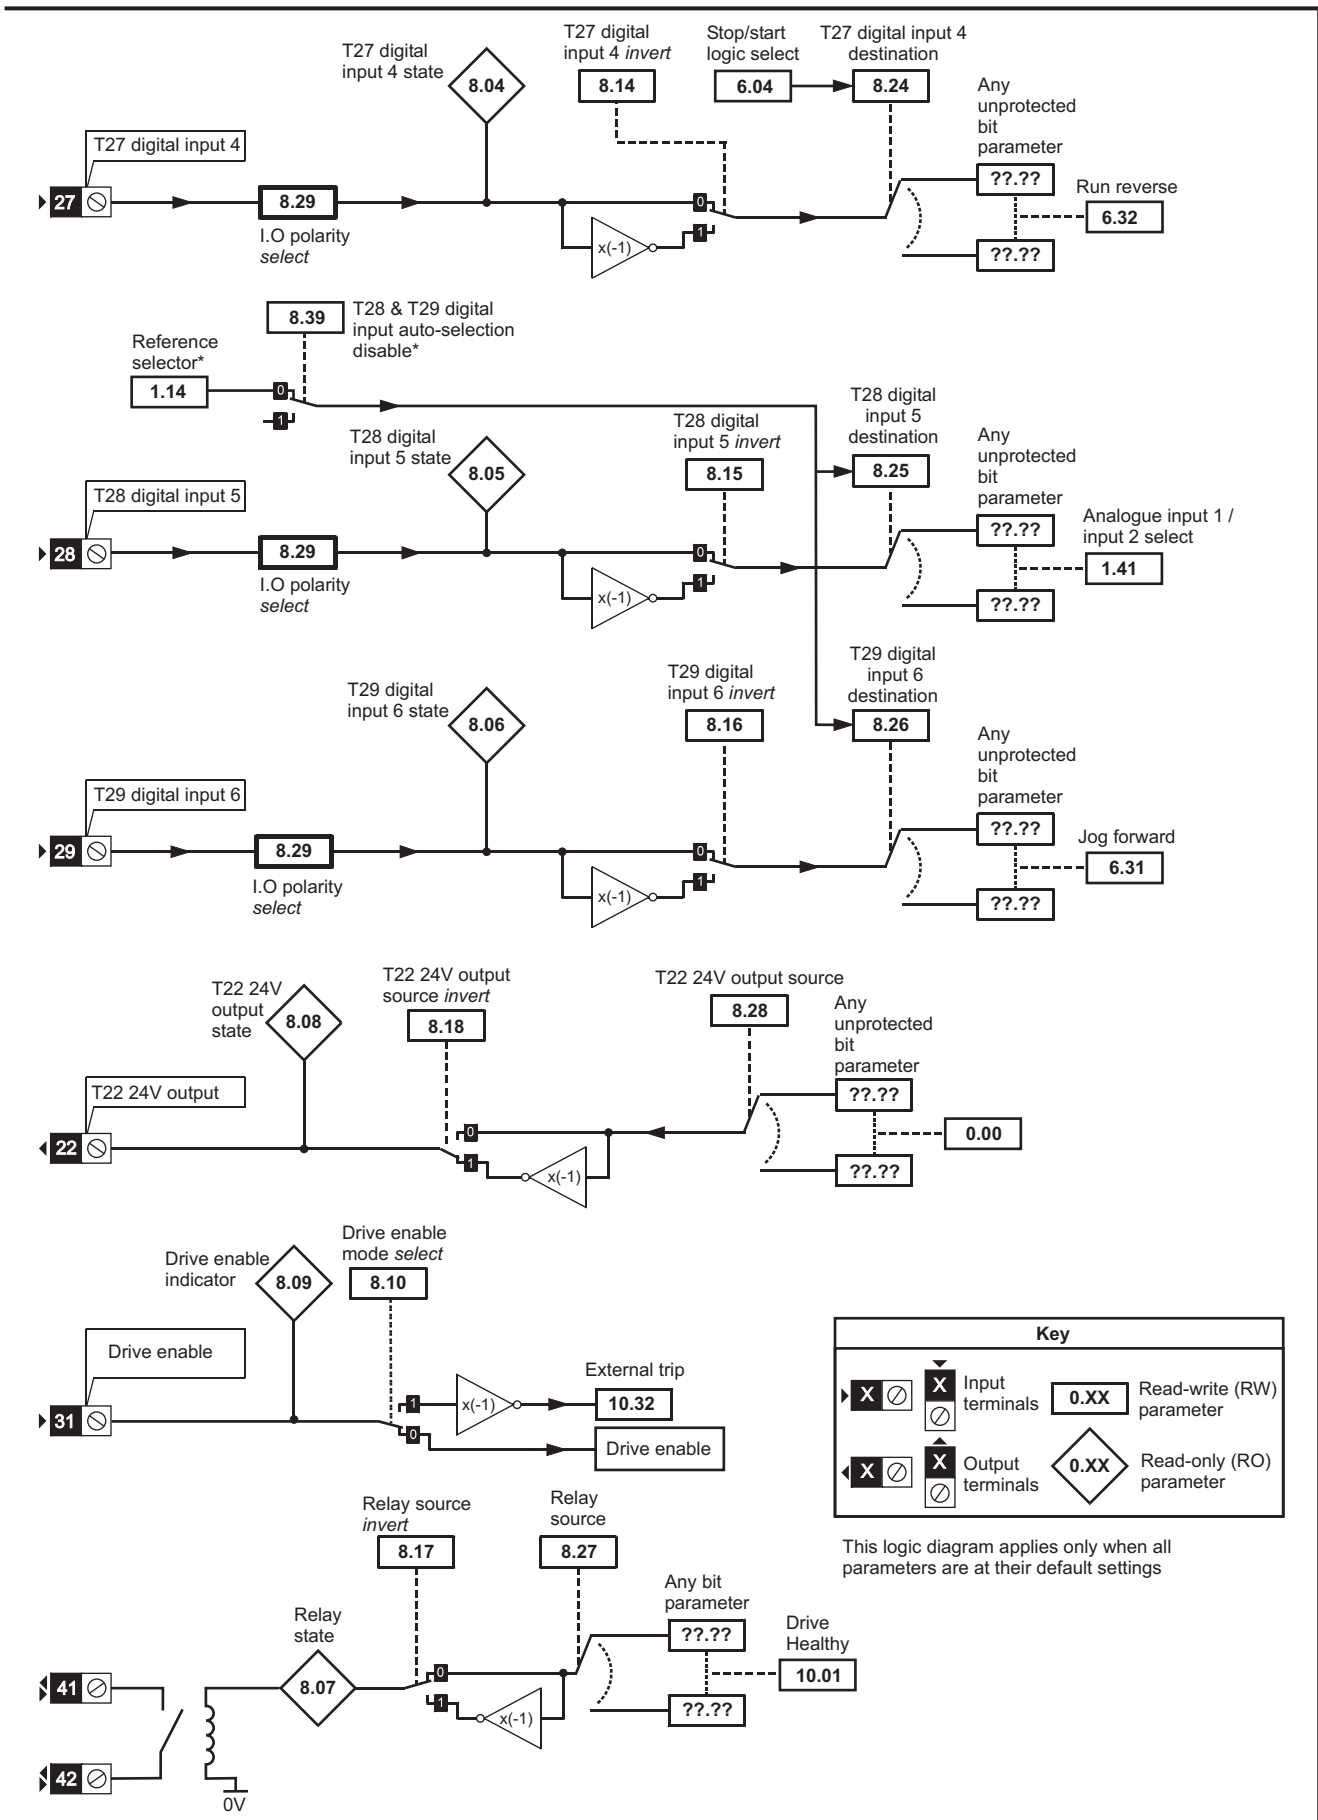 T27 digital
input 4 state
8.04
T27 digital
input 4 invert
8.14
Stop/start
logic select
6.04
T27 digital input 4
destination
8.24
Any
unprotected
bit
parameter
T27 digital input 4
27
8.29
I.O polarity
select
x(-1)
0
1
??.??
??.??
Run reverse
6.32
8.39
T28 & T29 digital
input auto-selection
disable*
Reference
selector*
1.14
0
1
T28 digital
input 5 state
8.05
T28 digital
input 5 invert
8.15
T28 digital
input 5
destination
8.25
Any
unprotected
bit
parameter
T28 digital input 5
28
8.29
I.O polarity
select
x(-1)
0
1
??.??
??.??
Analogue input 1 /
input 2 select
1.41
T29 digital
input 6 state
8.06
T29 digital
input 6 invert
8.16
T29 digital
input 6
destination
8.26
Any
unprotected
bit
parameter
T29 digital input 6
29
8.29
I.O polarity
select
x(-1)
0
1
??.??
??.??
Jog forward
6.31
T22 24V
output
state
8.08
T22 24V output
source invert
8.18
T22 24V output source
8.28
Any
unprotected
bit
parameter
T22 24V output
22
0
1
x(-1)
??.??
??.??
0.00
Drive enable
indicator
8.09
Drive enable
mode select
8.10
Drive enable
31
1
0
x(-1)
External trip
10.32
Drive enable
Key
X
X
Input
terminals
0.XX
Read-write (RW)
parameter
X
X
Output
terminals
0.XX
Read-only (RO)
parameter
This logic diagram applies only when all
parameters are at their default settings
Relay source
invert
8.17
Relay
source
8.27
Any bit
parameter
Relay
state
8.07
41
42
0V
0
1
x(-1)
??.??
??.??
Drive
Healthy
10.01